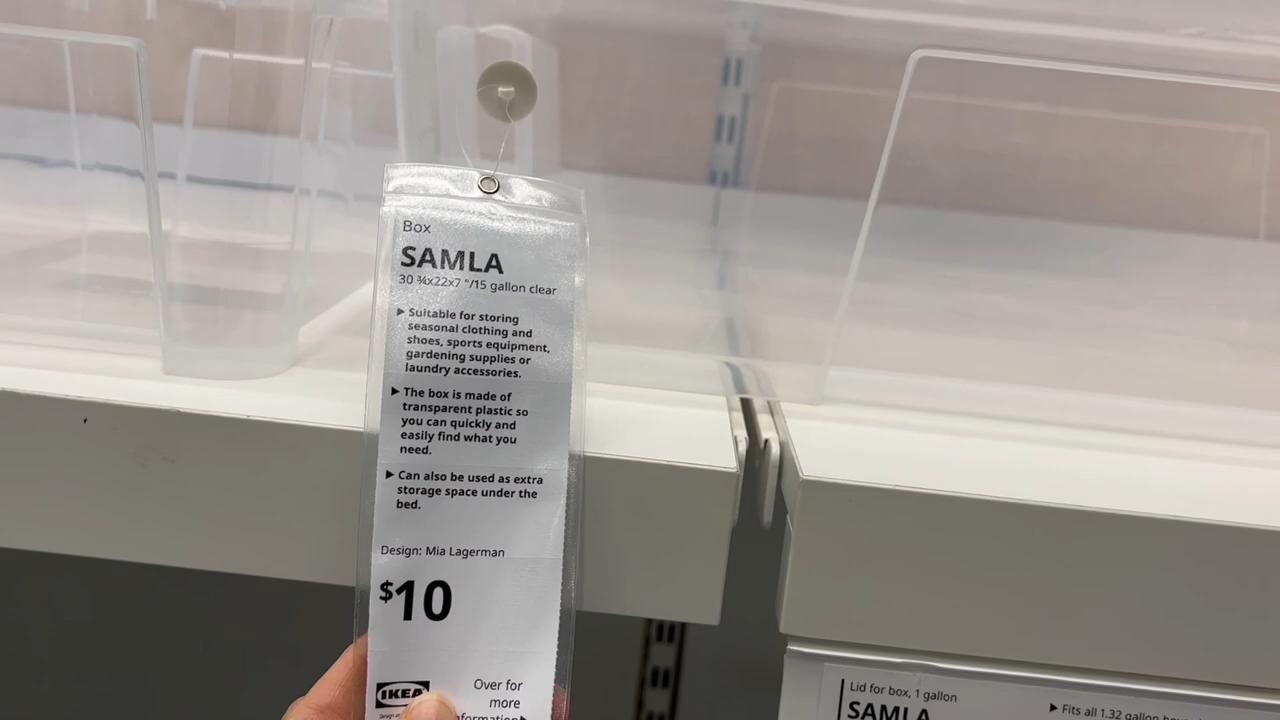 Box
SAMLA
30 ¾x22x7 "/15 gallon clear
▶ Suitable for storing
seasonal clothing and
shoes, sports equipment,
gardening supplies or
laundry accessories.
▶ The box is made of
transparent plastic so
you can quickly and
easily find what you
need.
▶ Can also be used as extra
storage space under the
bed.
Design: Mia Lagerman
$10
IKEA
Over for
more
information▶
Lid for box, 1 gallon
SAMLA
▶ Fits all 1.32 gallon